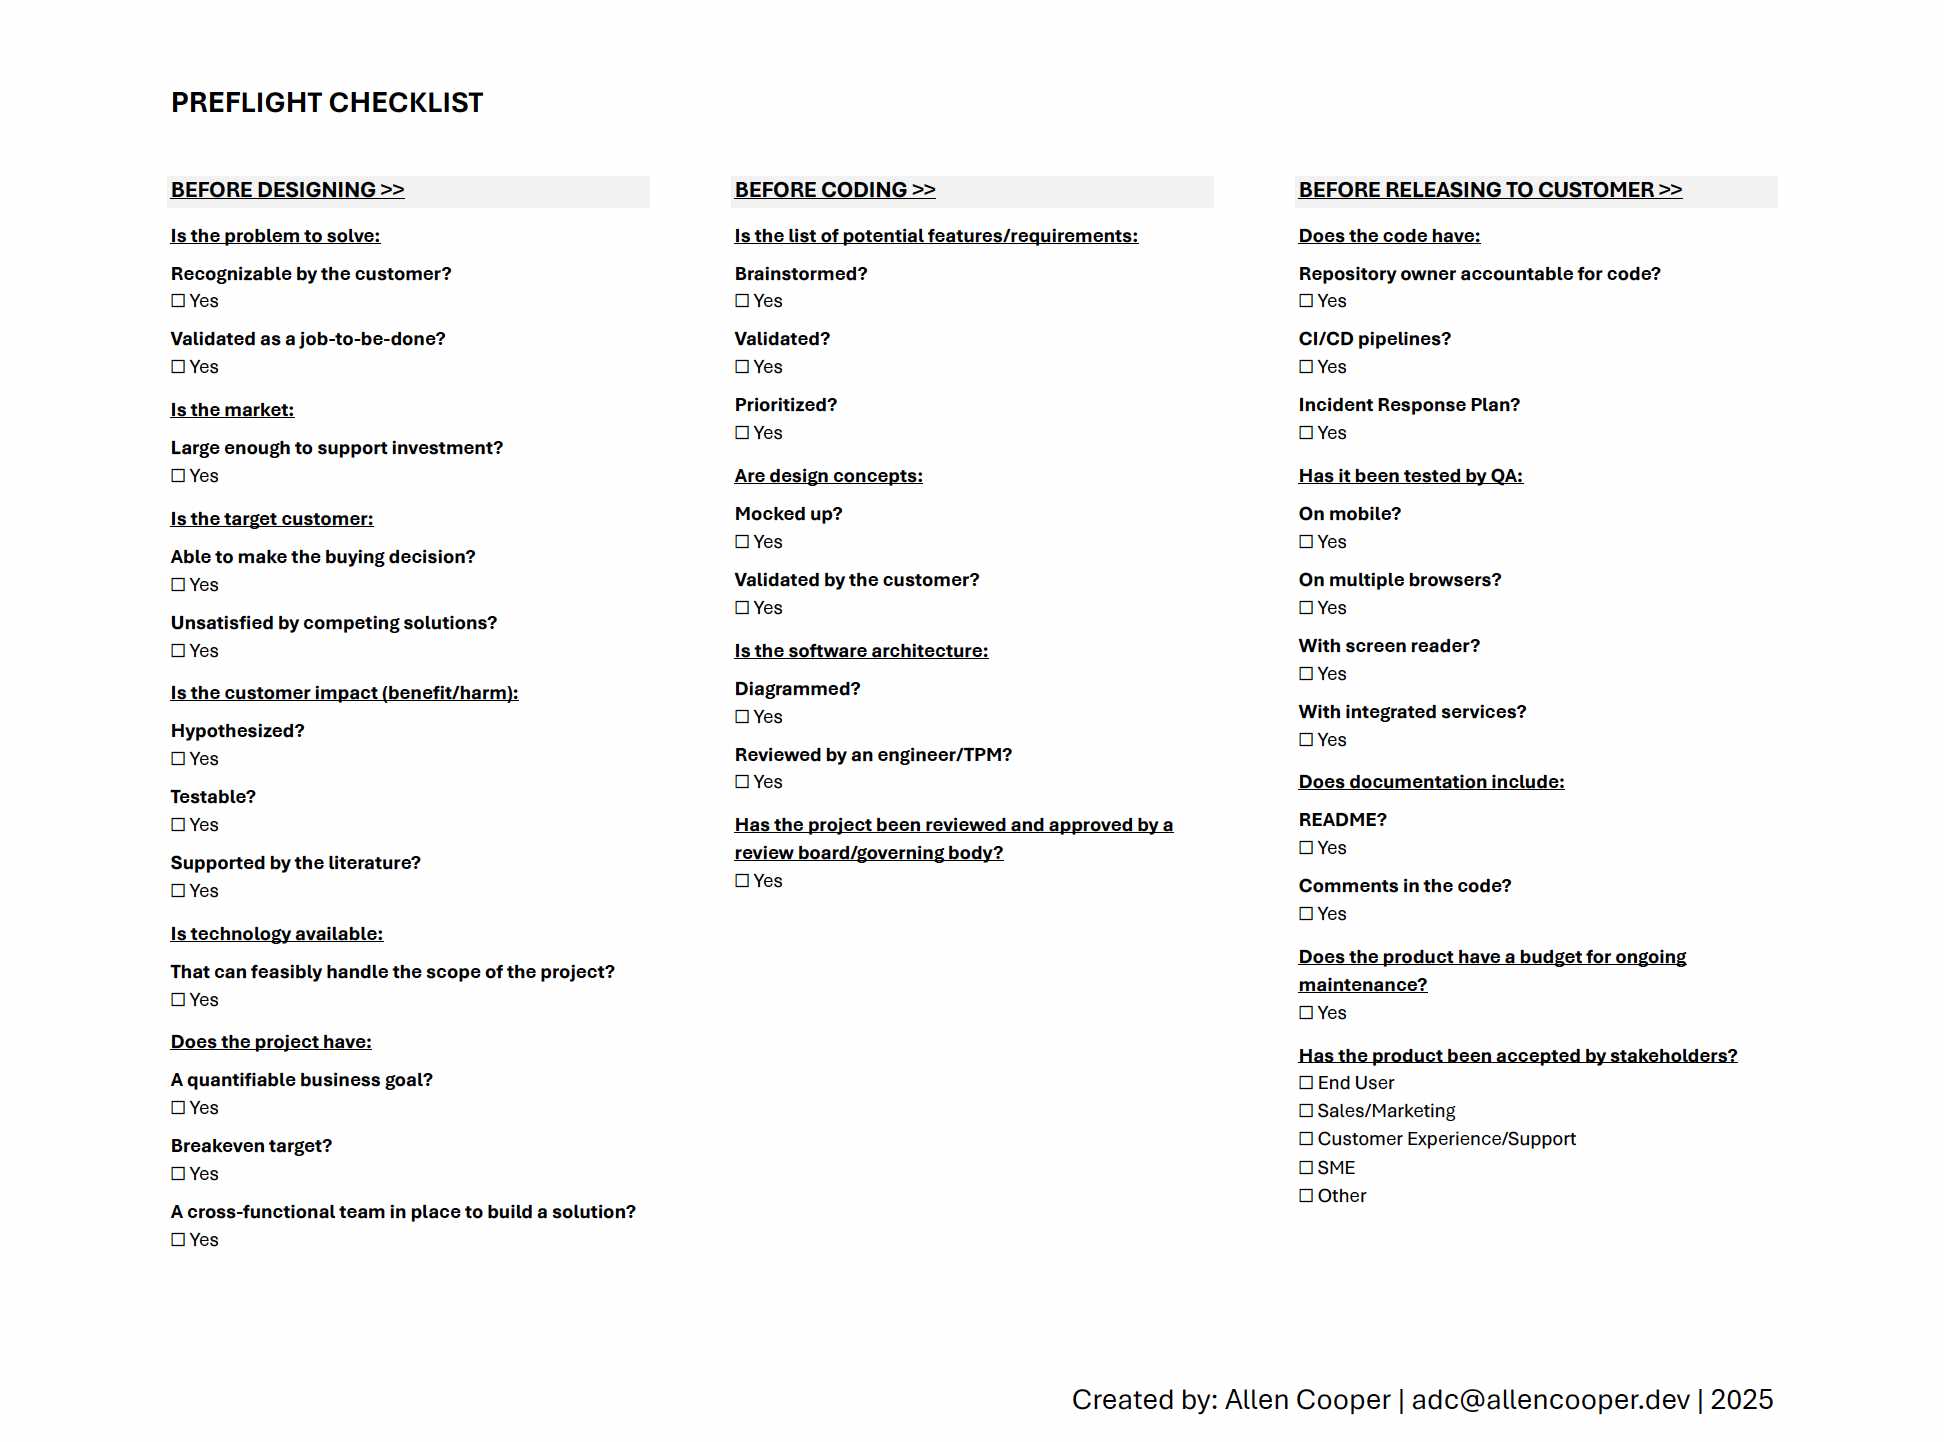 PREFLIGHT CHECKLIST
BEFORE DESIGNING >>
Is the problem to solve:
Recognizable by the customer?
☐ Yes
Validated as a job-to-be-done?
☐ Yes
Is the market:
Large enough to support investment?
☐ Yes
Is the target customer:
Able to make the buying decision?
☐ Yes
Unsatisfied by competing solutions?
☐ Yes
Is the customer impact (benefit/harm):
Hypothesized?
☐ Yes
Testable?
☐ Yes
Supported by the literature?
☐ Yes
Is technology available:
That can feasibly handle the scope of the project?
☐ Yes
Does the project have:
A quantifiable business goal?
☐ Yes
Breakeven target?
☐ Yes
A cross-functional team in place to build a solution?
☐ Yes
BEFORE CODING >>
Is the list of potential features/requirements:
Brainstormed?
☐ Yes
Validated?
☐ Yes
Prioritized?
☐ Yes
Are design concepts:
Mocked up?
☐ Yes
Validated by the customer?
☐ Yes
Is the software architecture:
Diagrammed?
☐ Yes
Reviewed by an engineer/TPM?
☐ Yes
Has the project been reviewed and approved by a
review board/governing body?
☐ Yes
BEFORE RELEASING TO CUSTOMER >>
Does the code have:
Repository owner accountable for code?
☐ Yes
CI/CD pipelines?
☐ Yes
Incident Response Plan?
☐ Yes
Has it been tested by QA:
On mobile?
☐ Yes
On multiple browsers?
☐ Yes
With screen reader?
☐ Yes
With integrated services?
☐ Yes
Does documentation include:
README?
☐ Yes
Comments in the code?
☐ Yes
Does the product have a budget for ongoing
maintenance?
☐ Yes
Has the product been accepted by stakeholders?
☐ End User
☐ Sales/Marketing
☐ Customer Experience/Support
☐ SME
☐ Other
Created by: Allen Cooper | adc@allencooper.dev | 2025